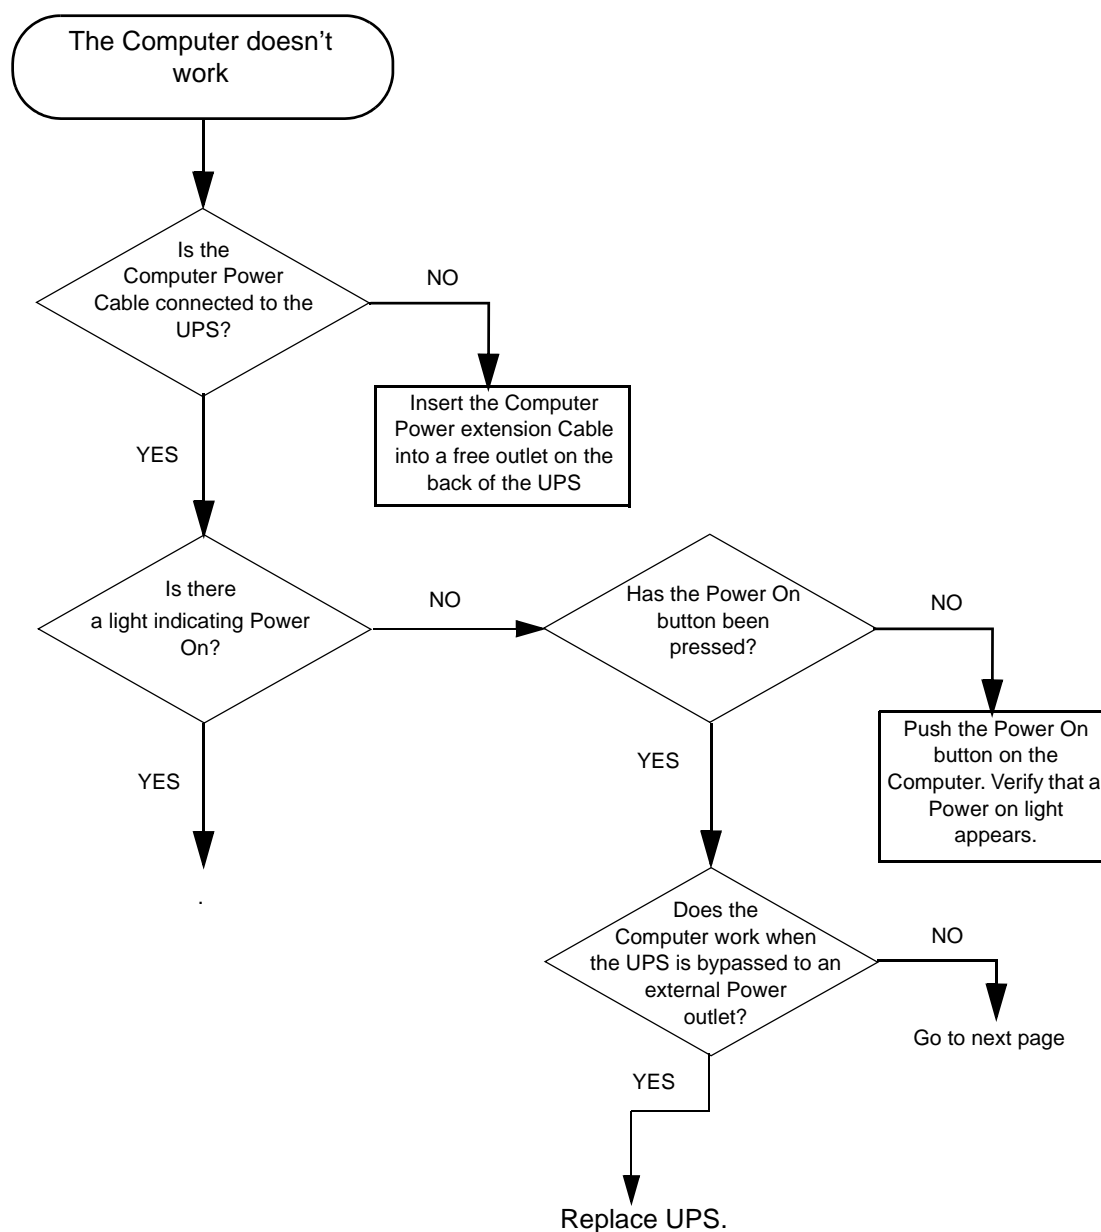 The Computer doesn't
work
Is the
Computer Power
Cable connected to the
UPS?
NO
Insert the Computer
Power extension Cable
into a free outlet on the
back of the UPS
YES
Is there
a light indicating Power
On?
NO
Has the Power On
button been
pressed?
NO
Push the Power On
button on the
Computer. Verify that a
Power on light
appears.
YES
YES
.
Does the
Computer work when
the UPS is bypassed to an
external Power
outlet?
NO
Go to next page
YES
Replace UPS.